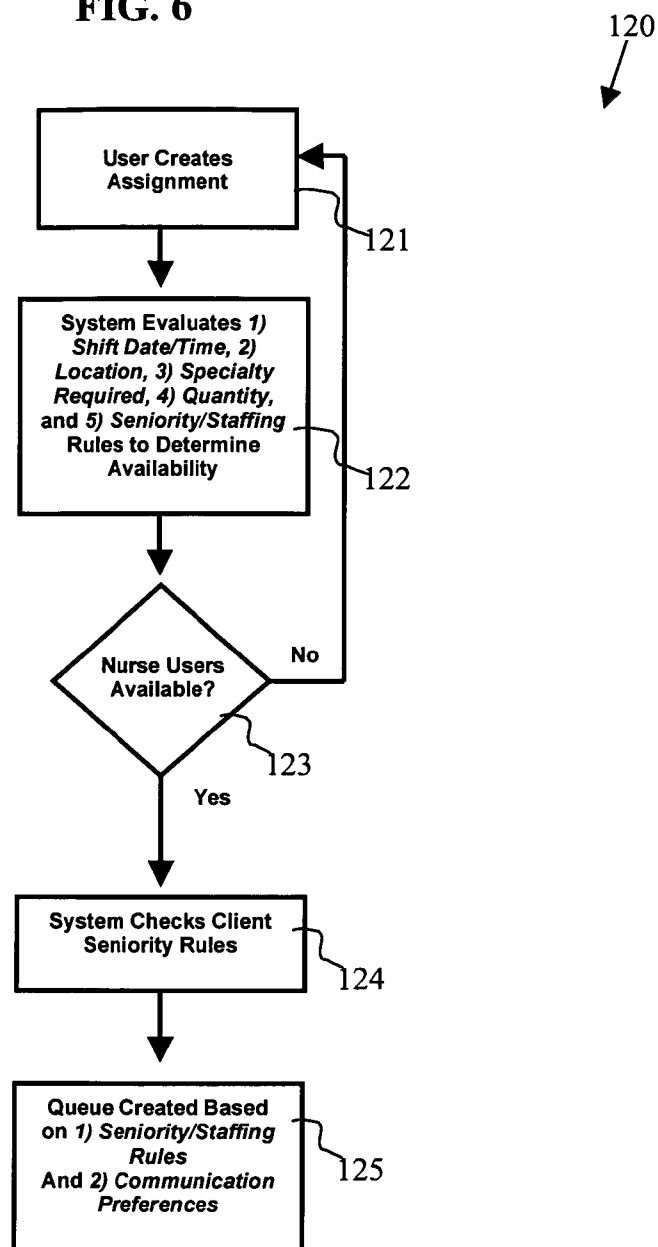 FIG. 6
120
User Creates
Assignment
121
System Evaluates 1)
Shift Date/Time, 2)
Location, 3) Specialty
Required, 4) Quantity,
and 5) Seniority/Staffing
Rules to Determine
Availability
122
Nurse Users
Available?
No
123
Yes
System Checks Client
Seniority Rules
124
Queue Created Based
on 1) Seniority/Staffing
Rules
And 2) Communication
Preferences
125